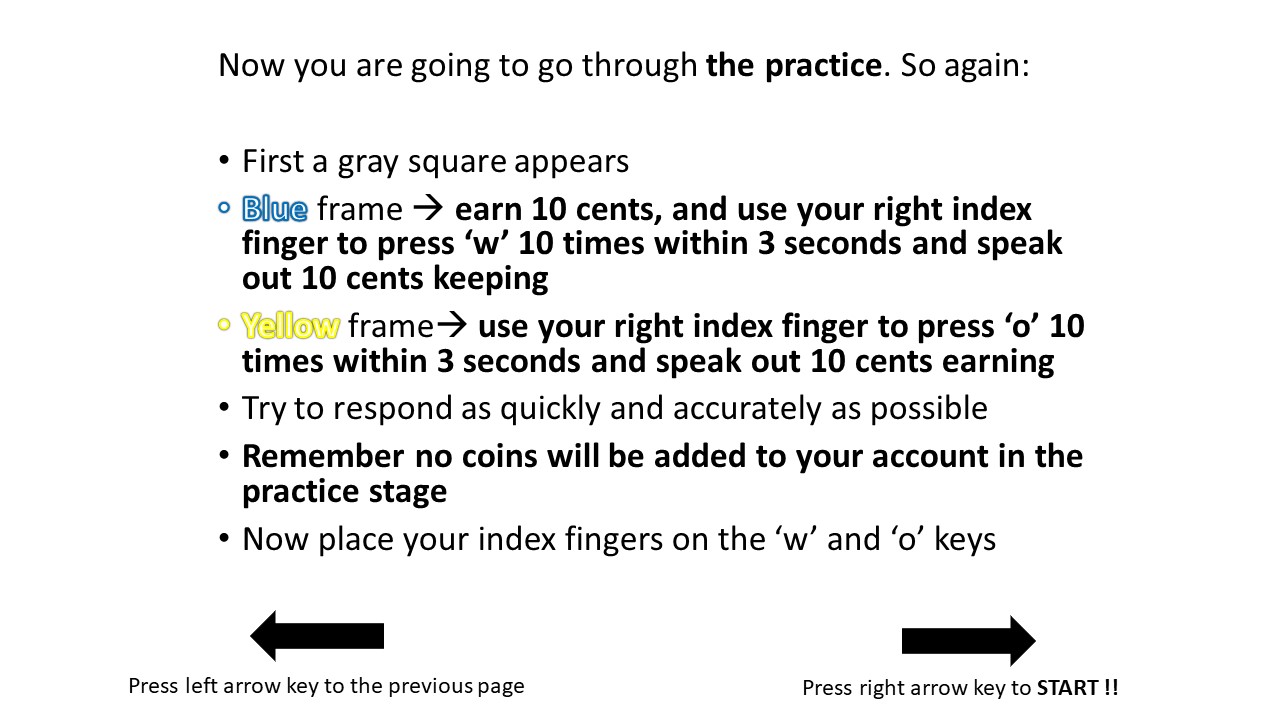 Now you are going to go through the practice. So again:
• First a gray square appears
• Blue frame → earn 10 cents, and use your right index
finger to press ‘w’ 10 times within 3 seconds and speak
out 10 cents keeping
• Yellow frame→ use your right index finger to press ‘o’ 10
times within 3 seconds and speak out 10 cents earning
• Try to respond as quickly and accurately as possible
• Remember no coins will be added to your account in the
practice stage
• Now place your index fingers on the ‘w’ and ‘o’ keys
Press left arrow key to the previous page
Press right arrow key to START !!